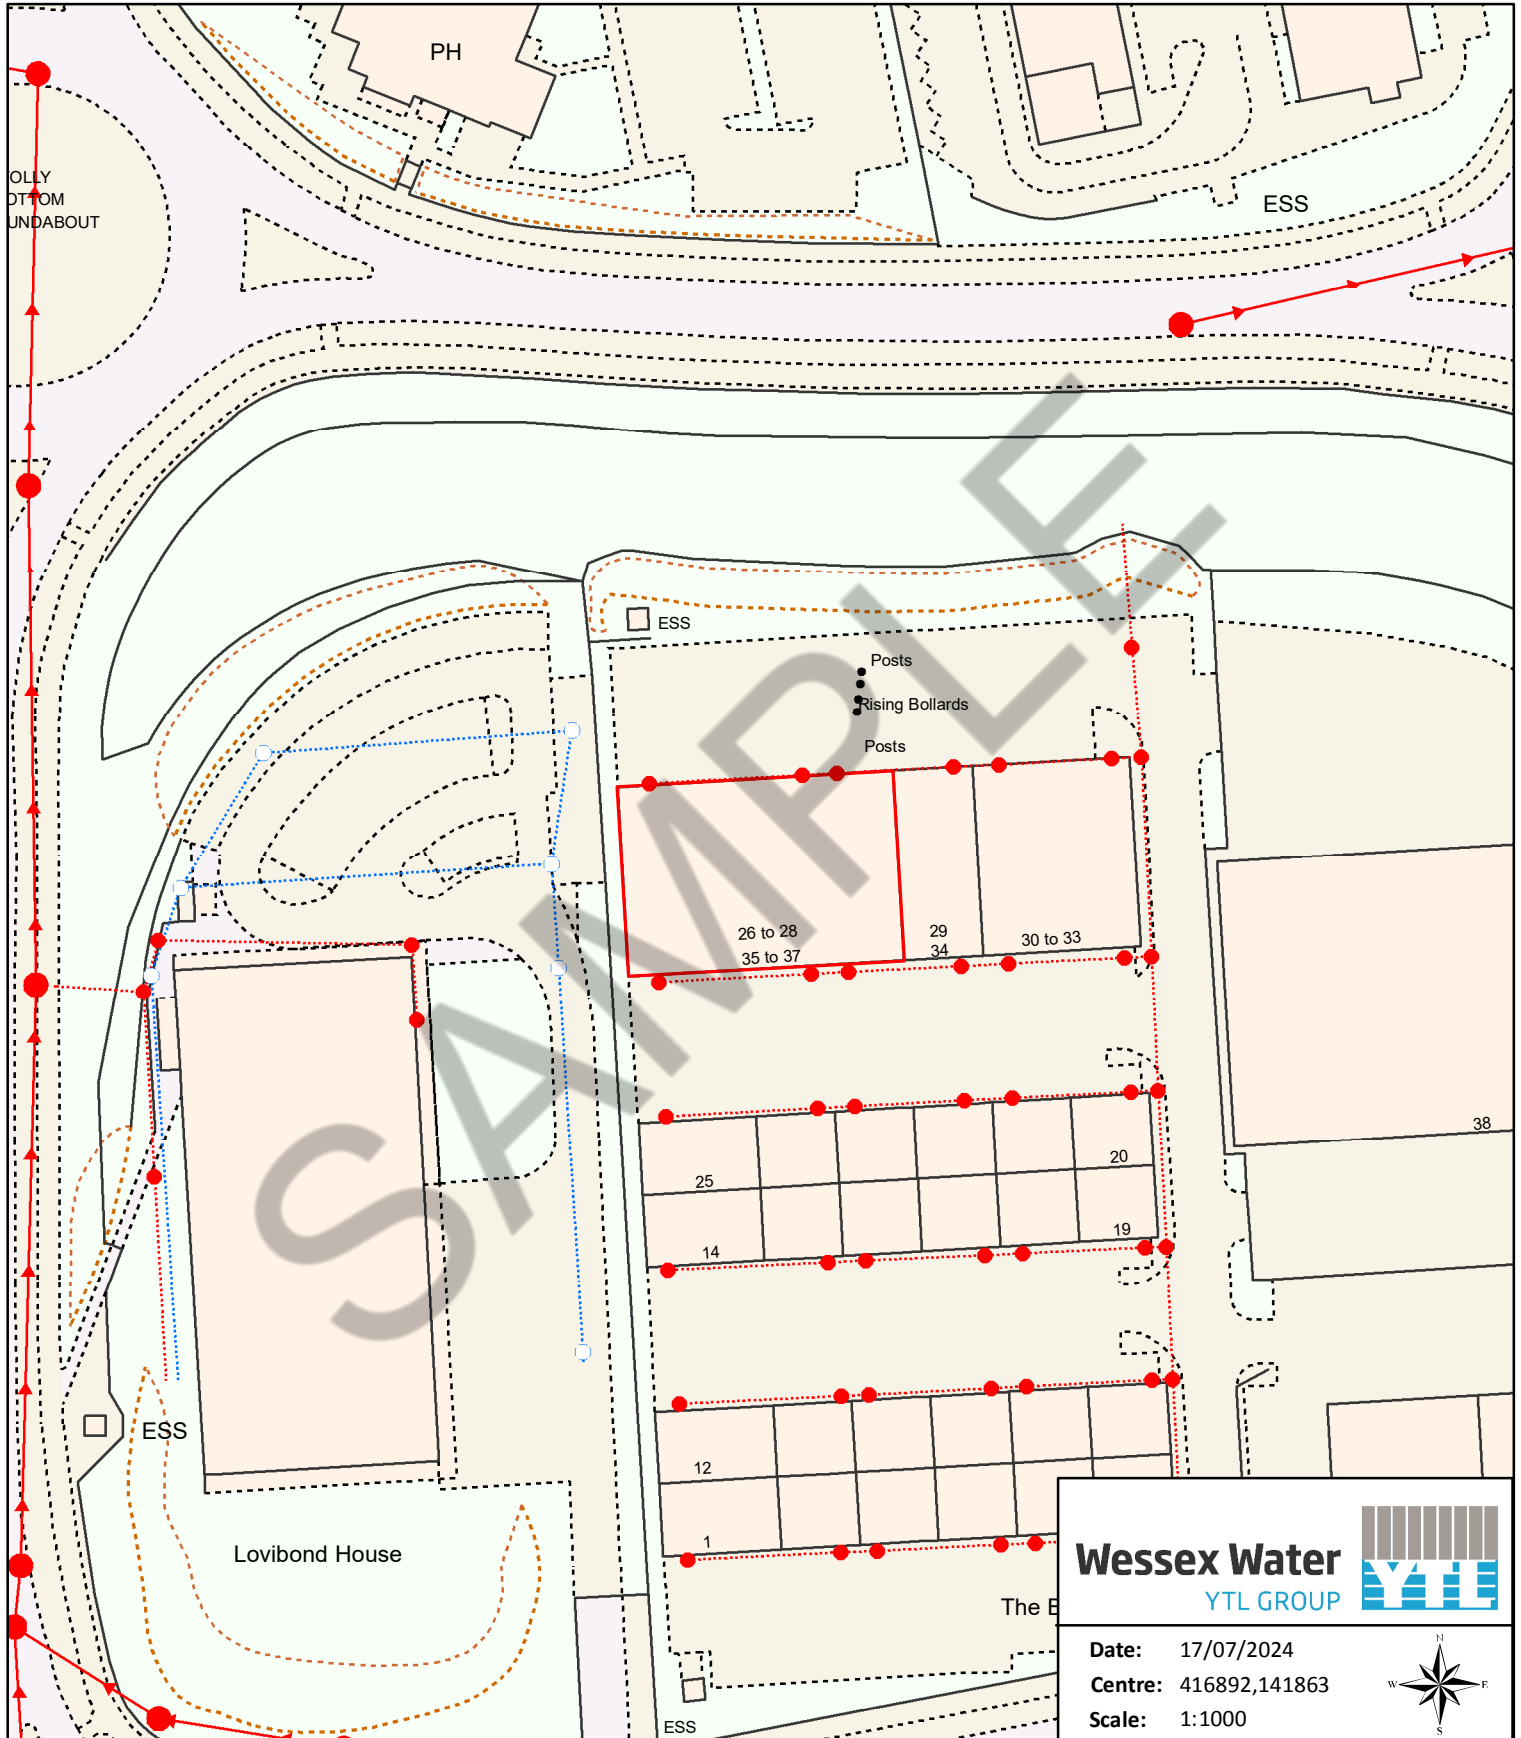 PH
OLLY
OTTOM
UNDABOUT
ESS
ESS
Posts
Rising Bollards
Posts
26 to 28
35 to 37
29
34
30 to 33
38
25
20
14
19
12
1
ESS
Lovibond House
The E
ESS
SAMPLE
Wessex Water
YTL GROUP
YTL
Date: 17/07/2024
Centre: 416892,141863
Scale: 1:1000
N
W
E
S